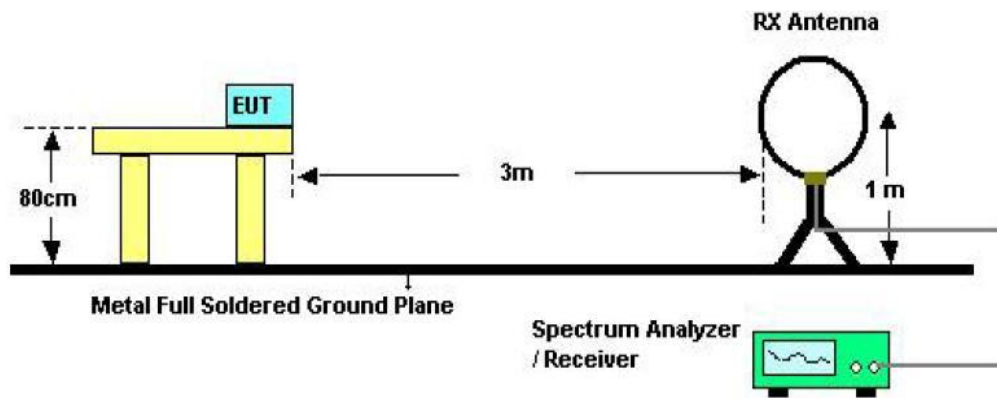 RX Antenna
EUT
80cm
3m
1 m
Metal Full Soldered Ground Plane
Spectrum Analyzer
/ Receiver